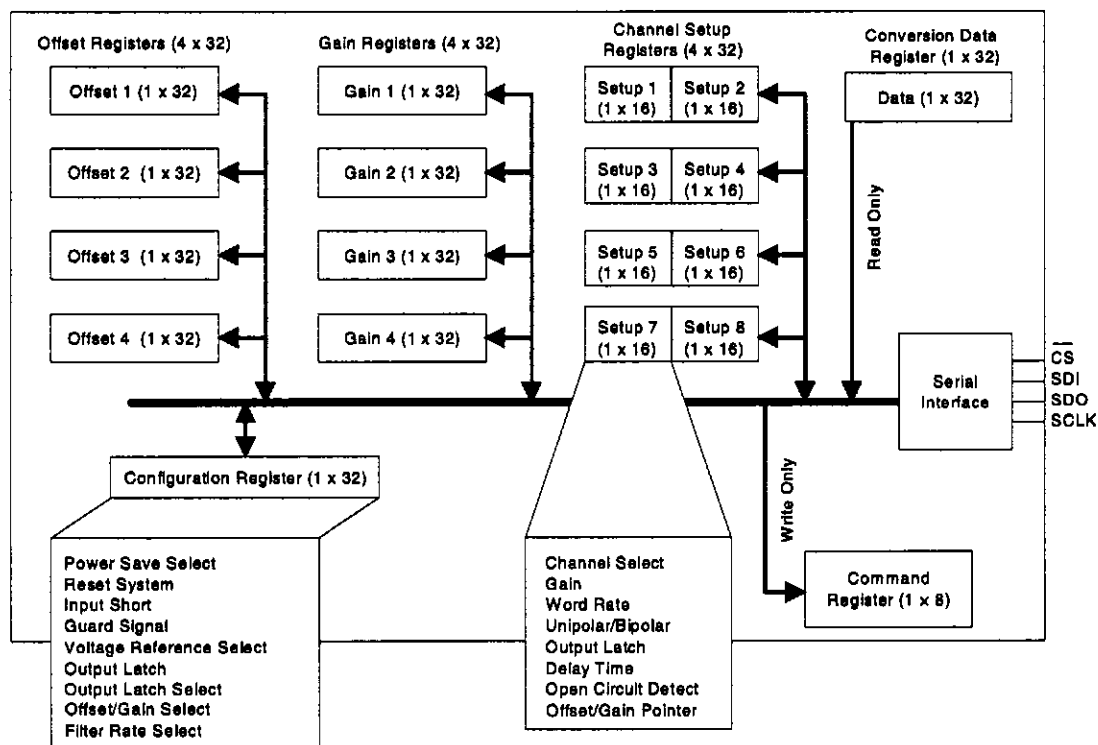 Offset Registers (4 x 32)
Offset 1 (1 x 32)
Offset 2 (1 x 32)
Offset 3 (1 x 32)
Offset 4 (1 x 32)
Gain Registers (4 x 32)
Gain 1 (1 x 32)
Gain 2 (1 x 32)
Gain 3 (1 x 32)
Gain 4 (1 x 32)
Channel Setup
Registers (4 x 32)
Setup 1
(1 x 16)
Setup 2
(1 x 16)
Setup 3
(1 x 16)
Setup 4
(1 x 16)
Setup 5
(1 x 16)
Setup 6
(1 x 16)
Setup 7
(1 x 16)
Setup 8
(1 x 16)
Conversion Data
Register (1 x 32)
Data (1 x 32)
Read Only
Serial
Interface
CS
SDI
SDO
SCLK
Configuration Register (1 x 32)
Power Save Select
Reset System
Input Short
Guard Signal
Voltage Reference Select
Output Latch
Output Latch Select
Offset/Gain Select
Filter Rate Select
Channel Select
Gain
Word Rate
Unipolar/Bipolar
Output Latch
Delay Time
Open Circuit Detect
Offset/Gain Pointer
Write Only
Command
Register (1 x 8)